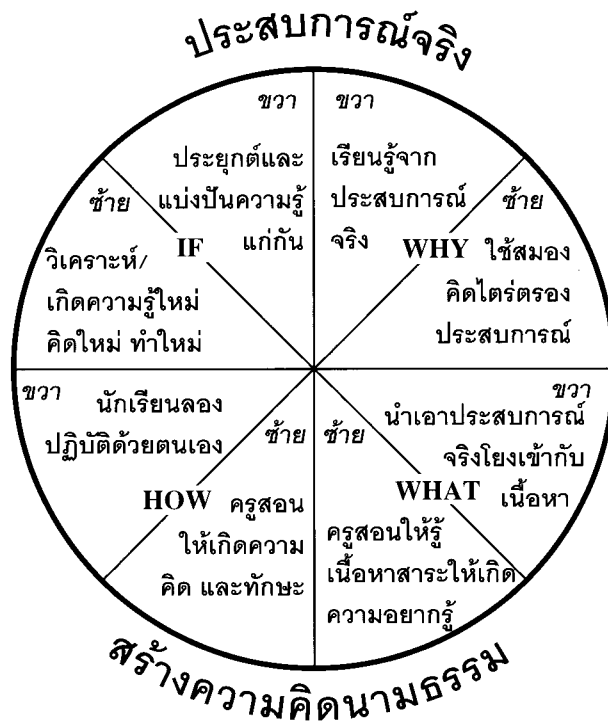 ประสบการณ์จริง
ขวา
ประยุกต์และ
แบ่งปันความรู้
แก่กัน
IF
ขวา
เรียนรู้จาก
ประสบการณ์
จริง
WHY
ซ้าย
ใช้สมอง
คิดไตร่ตรอง
ประสบการณ์
ขวา
นำเอาประสบการณ์
จริงโยงเข้ากับ
เนื้อหา
WHAT
ซ้าย
ครูสอนให้รู้
เนื้อหาสาระให้เกิด
ความอยากรู้
ซ้าย
ครูสอน
ให้เกิดความ
คิด และทักษะ
HOW
ขวา
นักเรียนลอง
ปฏิบัติด้วยตนเอง
ซ้าย
วิเคราะห์/
เกิดความรู้ใหม่
คิดใหม่ ทำใหม่
สร้างความคิดนามธรรม